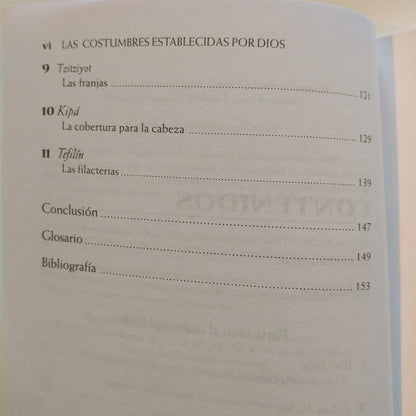 vi LAS COSTUMBRES ESTABLECIDAS POR DIOS
9 Tzitziyot
Las franjas 121
10 Kipá
La cobertura para la cabeza 129
11 Tefilín
Las filacterias 139
Conclusión 147
Glosario 149
Bibliografía 153
CONTENIDOS